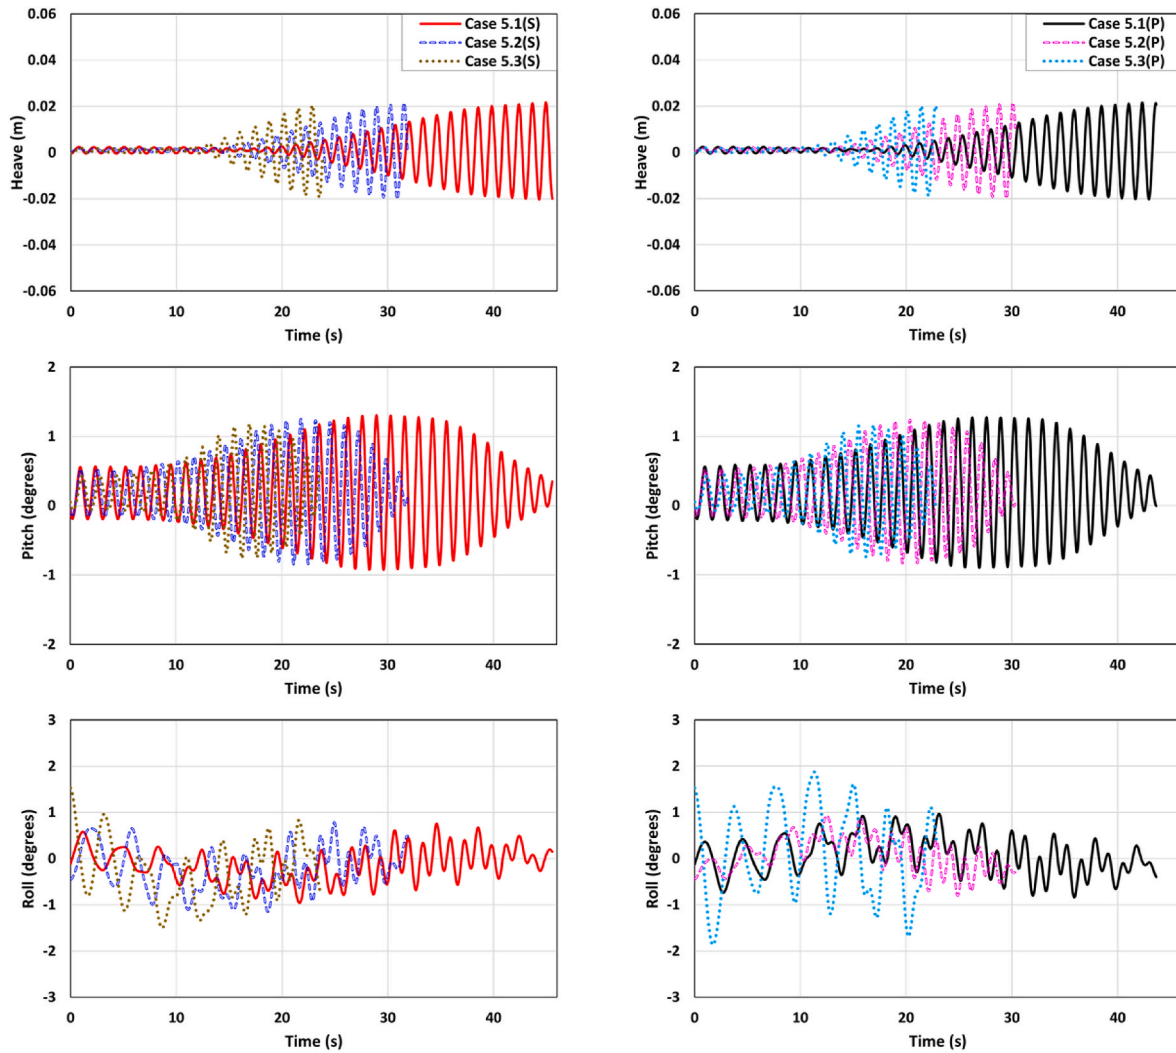 0.06
0.04
0.02
0
-0.02
-0.04
-0.06
Heave (m)
0 10 20 30 40
Time (s)
Case 5.1(S)
Case 5.2(S)
Case 5.3(S)
0.06
0.04
0.02
0
-0.02
-0.04
-0.06
Heave (m)
0 10 20 30 40
Time (s)
Case 5.1(P)
Case 5.2(P)
Case 5.3(P)
2
1
0
-1
-2
Pitch (degrees)
0 10 20 30 40
Time (s)
2
1
0
-1
-2
Pitch (degrees)
0 10 20 30 40
Time (s)
3
2
1
0
-1
-2
-3
Roll (degrees)
0 10 20 30 40
Time (s)
3
2
1
0
-1
-2
-3
Roll (degrees)
0 10 20 30 40
Time (s)